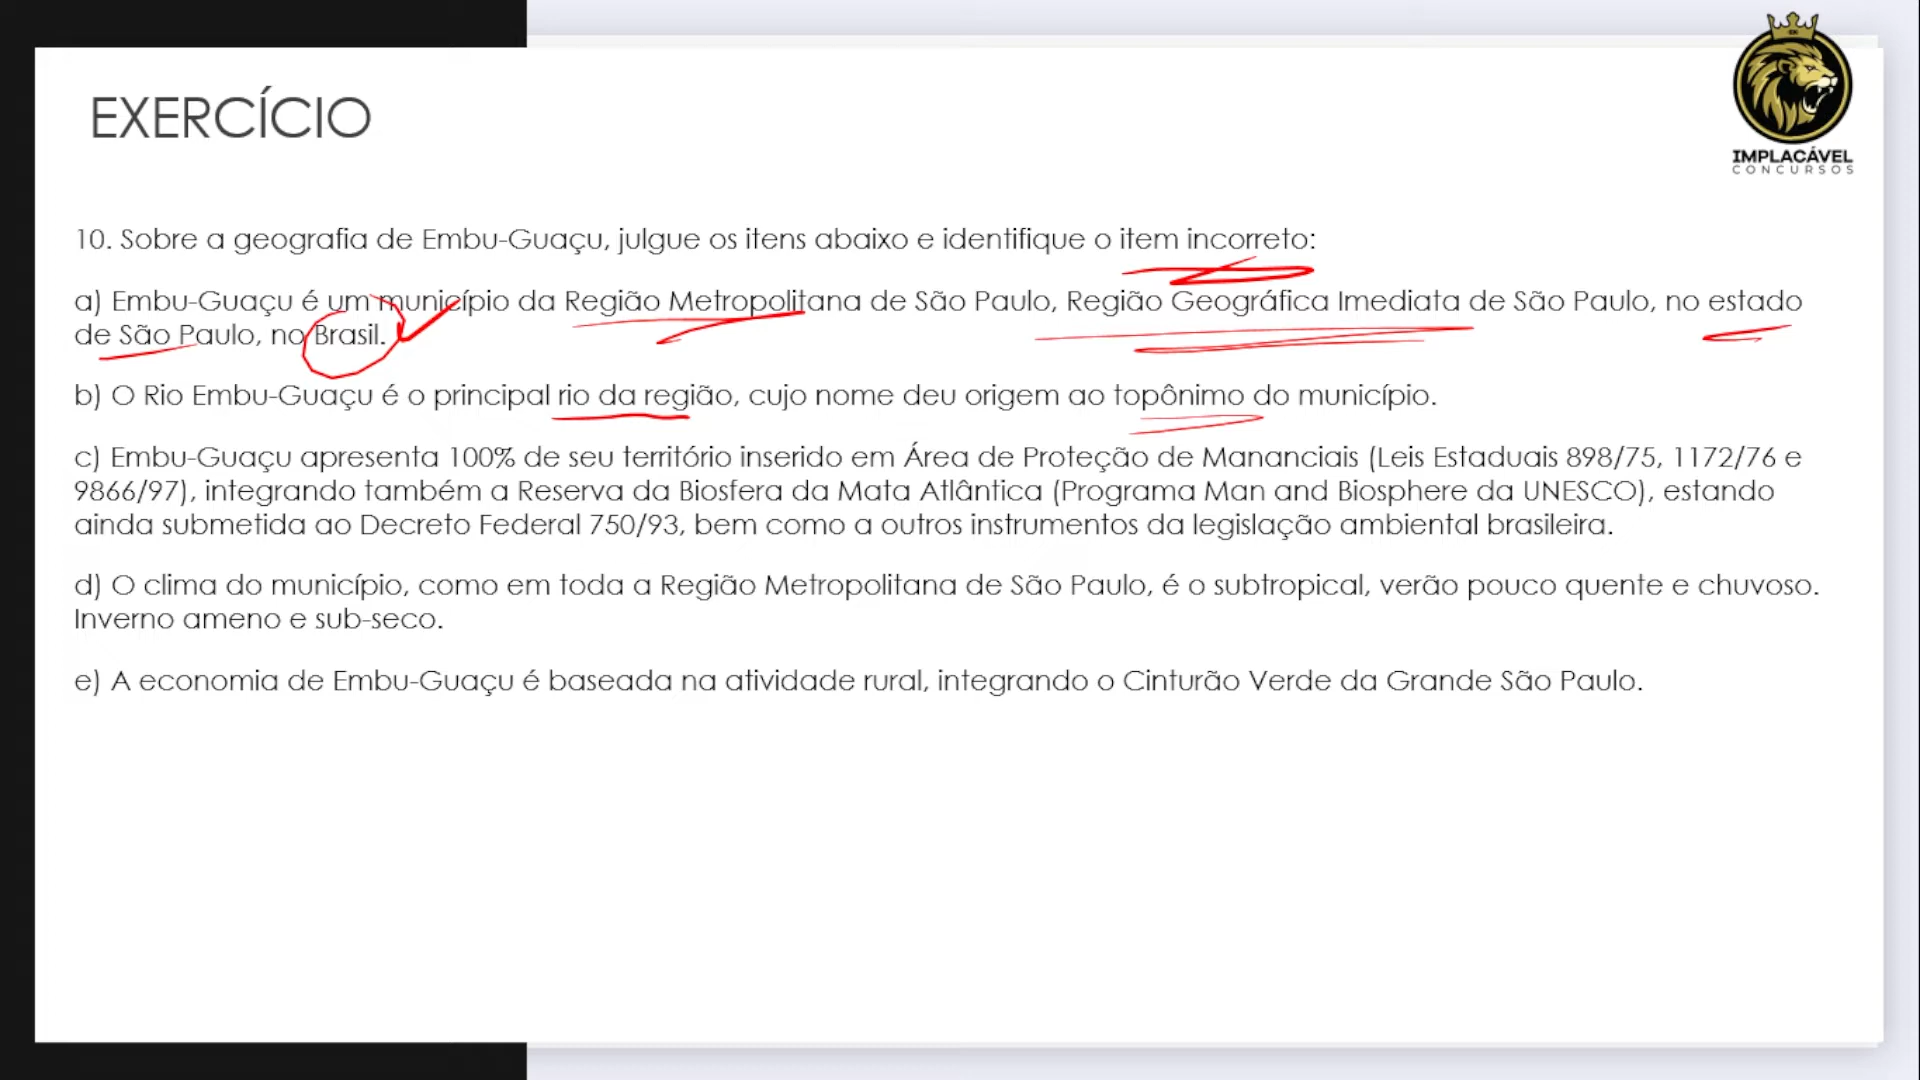 IMPLACÁVEL
CONCURSOS
EXERCÍCIO
10. Sobre a geografia de Embu-Guaçu, julgue os itens abaixo e identifique o item incorreto:
a) Embu-Guaçu é um município da Região Metropolitana de São Paulo, Região Geográfica Imediata de São Paulo, no estado
de São Paulo, no Brasil.
b) O Rio Embu-Guaçu é o principal rio da região, cujo nome deu origem ao topônimo do município.
c) Embu-Guaçu apresenta 100% de seu território inserido em Área de Proteção de Mananciais (Leis Estaduais 898/75, 1172/76 e
9866/97), integrando também a Reserva da Biosfera da Mata Atlântica (Programa Man and Biosphere da UNESCO), estando
ainda submetida ao Decreto Federal 750/93, bem como a outros instrumentos da legislação ambiental brasileira.
d) O clima do município, como em toda a Região Metropolitana de São Paulo, é o subtropical, verão pouco quente e chuvoso.
Inverno ameno e sub-seco.
e) A economia de Embu-Guaçu é baseada na atividade rural, integrando o Cinturão Verde da Grande São Paulo.